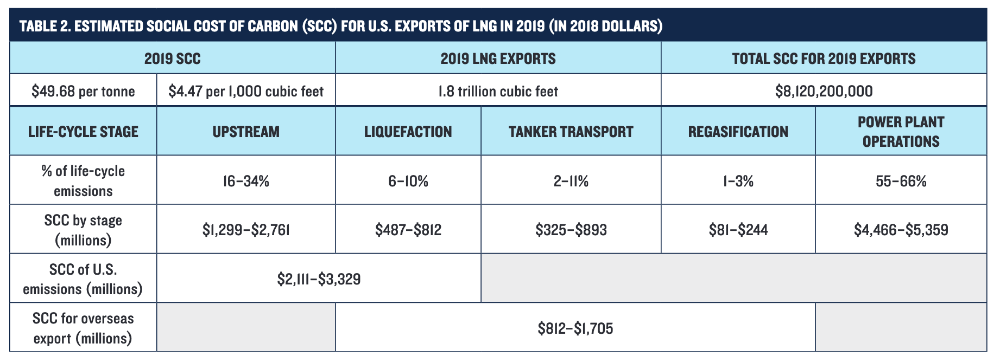 TABLE 2. ESTIMATED SOCIAL COST OF CARBON (SCC) FOR U.S. EXPORTS OF LNG IN 2019 (IN 2018 DOLLARS)
2019 SCC 2019 LNG EXPORTS TOTAL SCC FOR 2019 EXPORTS
$49.68 per tonne $4.47 per 1,000 cubic feet 1.8 trillion cubic feet $8,120,200,000
LIFE-CYCLE STAGE UPSTREAM LIQUEFACTION TANKER TRANSPORT REGASIFICATION POWER PLANT
OPERATIONS
% of life-cycle
emissions 16–34% 6–10% 2–11% 1–3% 55–66%
SCC by stage
(millions) $1,299–$2,761 $487–$812 $325–$893 $81–$244 $4,466–$5,359
SCC of U.S.
emissions (millions) $2,111–$3,329
SCC for overseas
export (millions) $812–$1,705